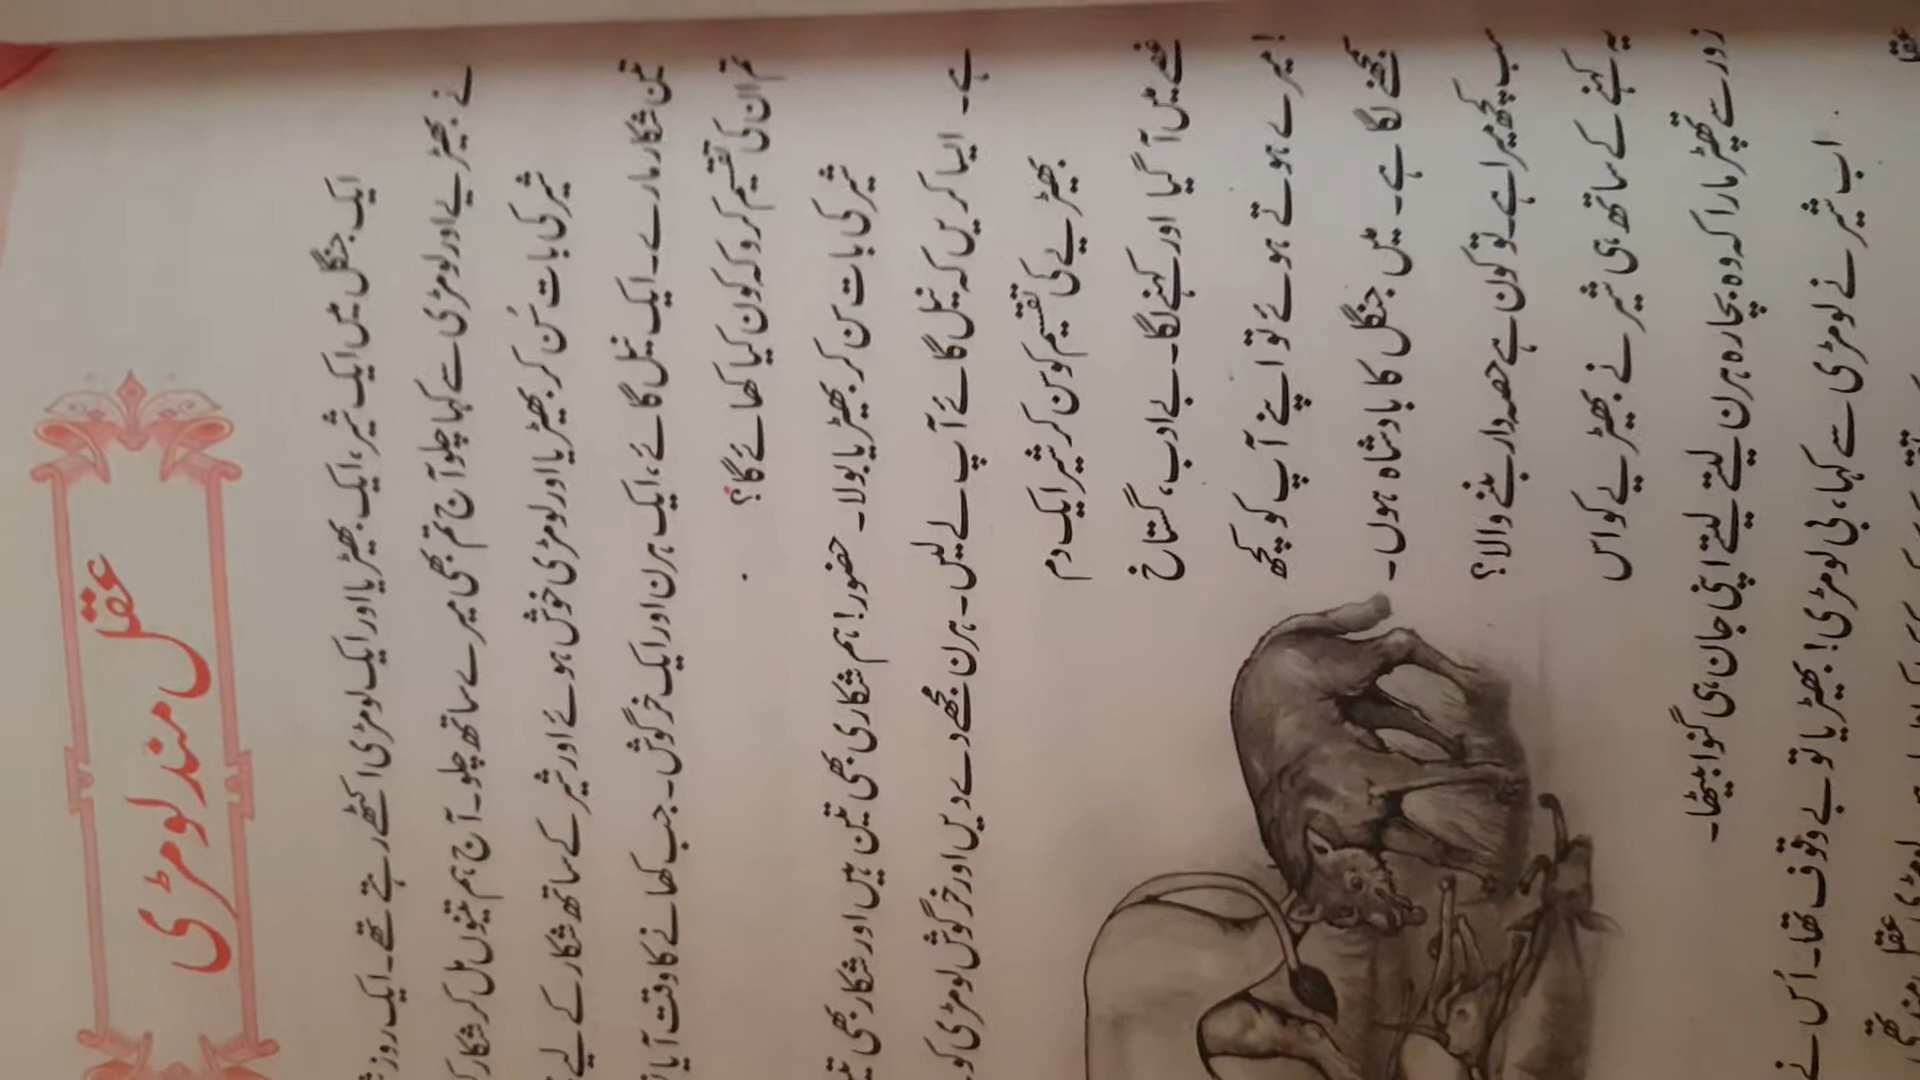 عقل مند لومڑی
ایک جنگل میں ایک شیر، ایک بھیڑیا اور ایک لومڑی اکٹھے رہتے تھے۔ ایک روز
نے بھیڑیے اور لومڑی سے کہا چلو آج تم بھی میرے ساتھ چلو۔ آج ہم تینوں مل کر شکار
شیر کی بات سُن کر بھیڑیا اور لومڑی خوش ہوئے اور شیر کے ساتھ شکار کے لیے
تین شکار مارے۔ ایک نیل گائے، ایک ہرن اور ایک خرگوش۔ جب کھانے کا وقت آیا
تم ان کی تقسیم کرو کہ کون کیا کھائے گا؟
شیر کی بات سن کر بھیڑیا بولا۔ حضور! ہم شکاری بھی تین ہیں اور شکار بھی
ہے۔ ایسا کریں کہ نیل گائے آپ لے لیں۔ ہرن مجھے دے دیں اور خرگوش لومڑی کو
بھیڑیے کی تقسیم کو سن کر شیر ایک دم
غصے میں آ گیا اور کہنے لگا۔ بے ادب، گستاخ
! میرے ہوتے ہوئے تو اپنے آپ کو کچھ
سمجھنے لگا ہے۔ میں جنگل کا بادشاہ ہوں۔
سب کچھ میرا ہے۔ تو کون ہے حصہ دار بننے والا؟
یہ کہنے کے ساتھ ہی شیر نے بھیڑیے کو اس
زور سے تھپڑ مارا کہ وہ بچارہ ہرن لیتے لیتے اپنی جان ہی گنوا بیٹھا۔
اب شیر نے لومڑی سے کہا، بی لومڑی! بھیڑیا تو بے وقوف تھا۔ اُس نے